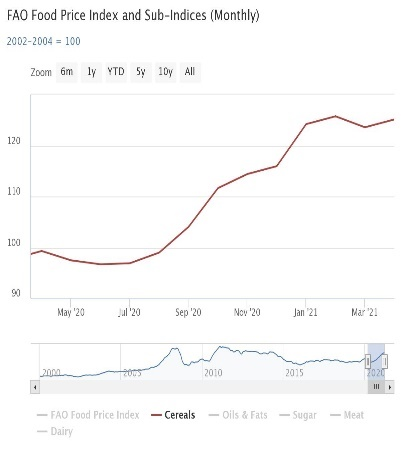 FAO Food Price Index and Sub-Indices (Monthly)
2002-2004 = 100
Zoom 6m 1y YTD 5y 10y All
120
110
100
90
May '20 Jul '20 Sep '20 Nov '20 Jan '21 Mar '21
2000 2005 2010 2015 2020
FAO Food Price Index Cereals Oils & Fats Sugar Meat
Dairy